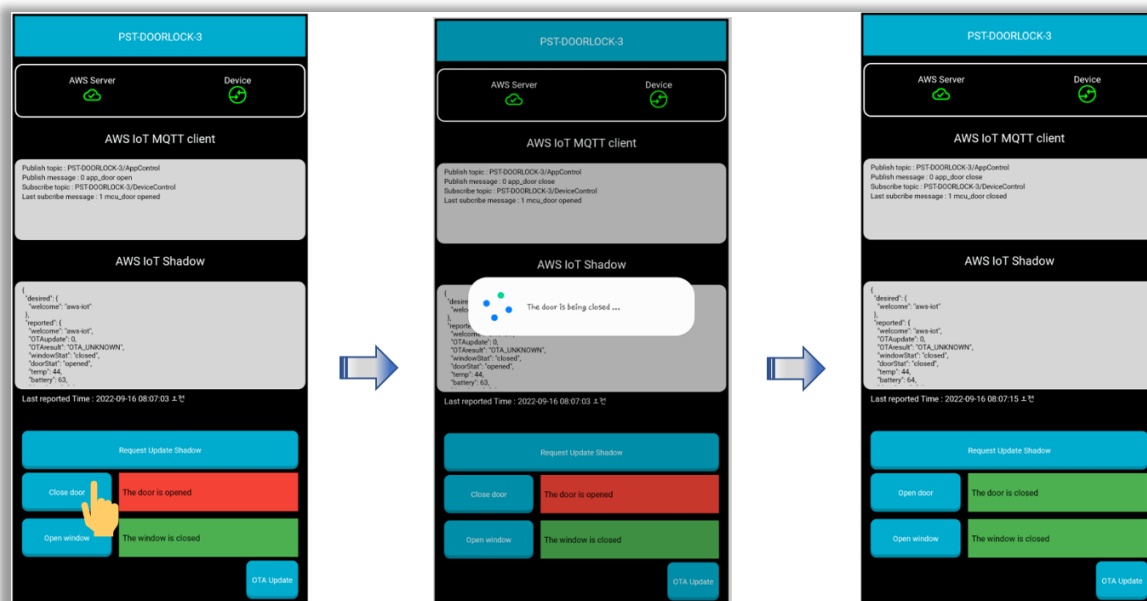 PST-DOORLOCK-3
AWS Server
Device
AWS IoT MQTT client
Publish topic : PST-DOORLOCK-3/AppControl
Publish message : 0 app_door open
Subscribe topic : PST-DOORLOCK-3/DeviceControl
Last subcribe message : 1 mcu_door opened
AWS IoT Shadow
{
"desired": {
"welcome": "aws-iot"
},
"reported": {
"welcome": "aws-iot",
"OTAupdate": 0,
"OTAresult": "OTA_UNKNOWN",
"windowStat": "closed",
"doorStat": "opened",
"temp": 44,
"battery": 63,
Last reported Time : 2022-09-16 08:07:03 오전
Request Update Shadow
Close door
The door is opened
Open window
The window is closed
OTA Update
PST-DOORLOCK-3
AWS Server
Device
AWS IoT MQTT client
Publish topic : PST-DOORLOCK-3/AppControl
Publish message : 0 app_door close
Subscribe topic : PST-DOORLOCK-3/DeviceControl
Last subcribe message : 1 mcu_door opened
AWS IoT Shadow
{
"desire
"welc
},
"reporte
The door is being closed ...
"welcome": "aws-iot",
"OTAupdate": 0,
"OTAresult": "OTA_UNKNOWN",
"windowStat": "closed",
"doorStat": "opened",
"temp": 44,
"battery": 63,
Last reported Time : 2022-09-16 08:07:03 오전
Request Update Shadow
Close door
The door is opened
Open window
The window is closed
OTA Update
PST-DOORLOCK-3
AWS Server
Device
AWS IoT MQTT client
Publish topic : PST-DOORLOCK-3/AppControl
Publish message : 0 app_door close
Subscribe topic : PST-DOORLOCK-3/DeviceControl
Last subcribe message : 1 mcu_door closed
AWS IoT Shadow
{
"desired": {
"welcome": "aws-iot"
},
"reported": {
"welcome": "aws-iot",
"OTAupdate": 0,
"OTAresult": "OTA_UNKNOWN",
"windowStat": "closed",
"doorStat": "closed",
"temp": 44,
"battery": 64,
Last reported Time : 2022-09-16 08:07:15 오전
Request Update Shadow
Open door
The door is closed
Open window
The window is closed
OTA Update